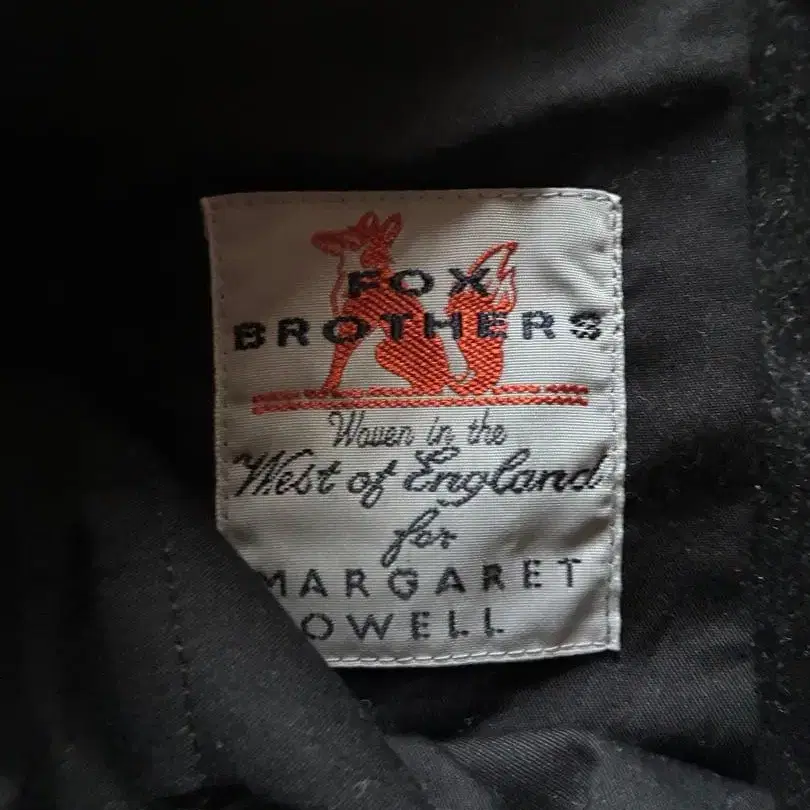 FOX
BROTHERS
Woven in the
West of England
for
MARGARET
OWELL